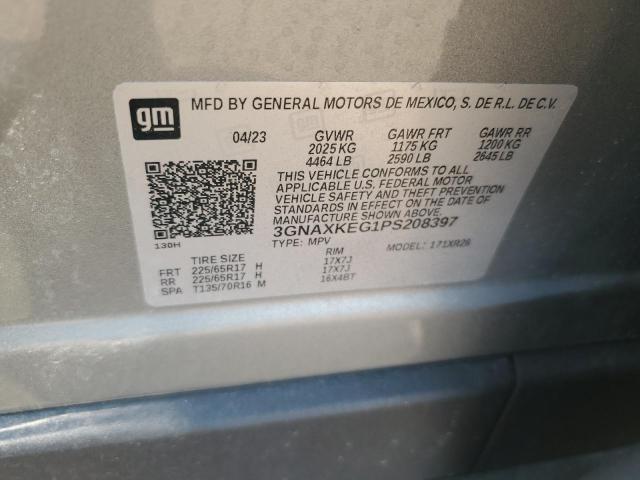 gm MFD BY GENERAL MOTORS DE MEXICO, S. DE R.L. DE C.V.
04/23 GVWR GAWR FRT GAWR RR
2025 KG 1175 KG 1200 KG
4464 LB 2590 LB 2645 LB
THIS VEHICLE CONFORMS TO ALL
APPLICABLE U.S. FEDERAL MOTOR
VEHICLE SAFETY AND THEFT PREVENTION
STANDARDS IN EFFECT ON THE DATE OF
MANUFACTURE SHOWN ABOVE.
3GNAXKEG1PS208397
130H TYPE: MPV MODEL: 171XR26
TIRE SIZE RIM
FRT 225/65R17 H 17X7J
RR 225/65R17 H 17X7J
SPA T135/70R16 M 16X4BT